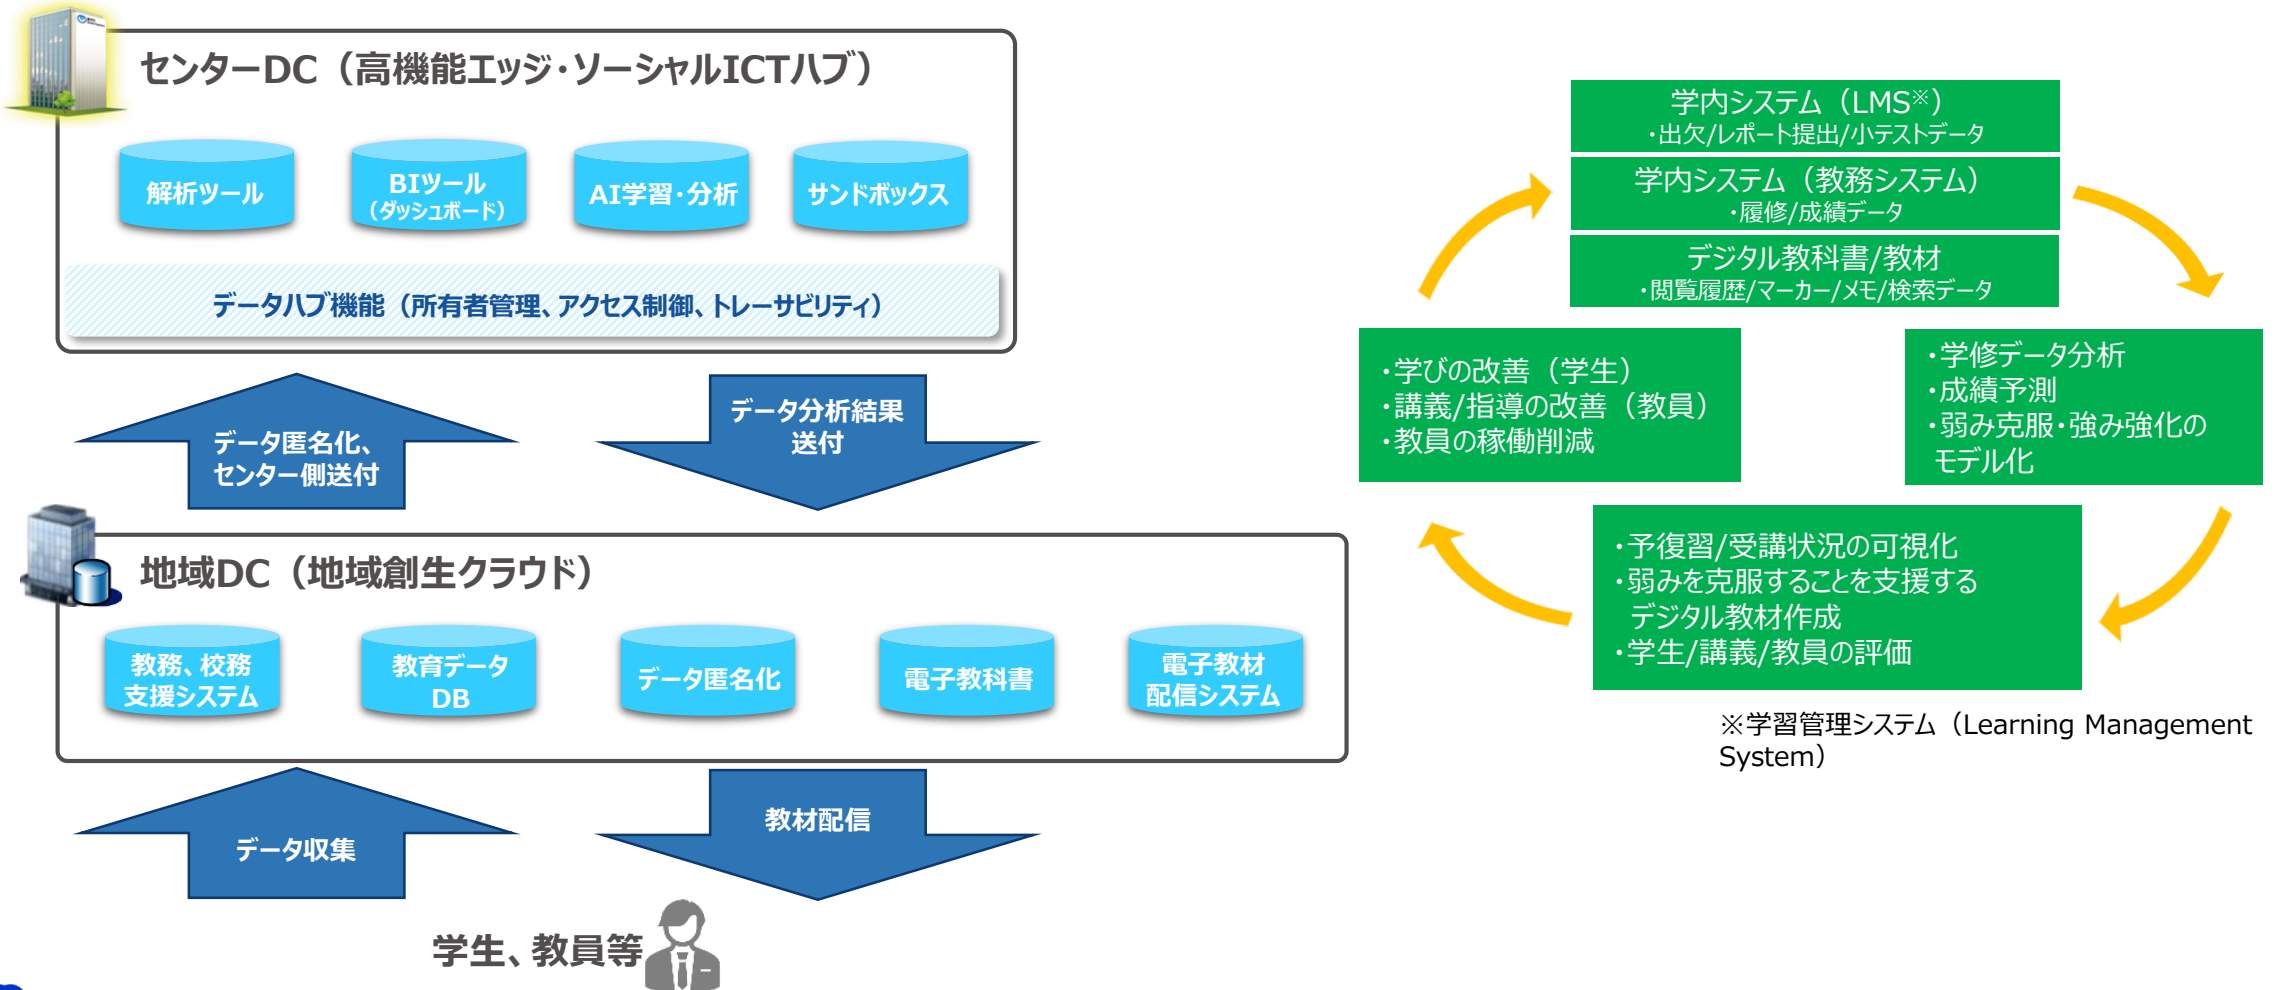 センターDC（高機能エッジ・ソーシャルICTハブ）
解析ツール
BIツール
（ダッシュボード）
AI学習・分析
サンドボックス
データハブ機能（所有者管理、アクセス制御、トレーサビリティ）
データ匿名化、
センター側送付
データ分析結果
送付
地域DC（地域創生クラウド）
教務、校務
支援システム
教育データ
DB
データ匿名化
電子教科書
電子教材
配信システム
データ収集
教材配信
学生、教員等
学内システム（LMS※）
・出欠/レポート提出/小テストデータ
学内システム（教務システム）
・履修/成績データ
デジタル教科書/教材
・閲覧履歴/マーカー/メモ/検索データ
・学修データ分析
・成績予測
・弱み克服・強み強化の
モデル化
・予復習/受講状況の可視化
・弱みを克服することを支援する
デジタル教材作成
・学生/講義/教員の評価
・学びの改善（学生）
・講義/指導の改善（教員）
・教員の稼働削減
※学習管理システム（Learning Management
System）